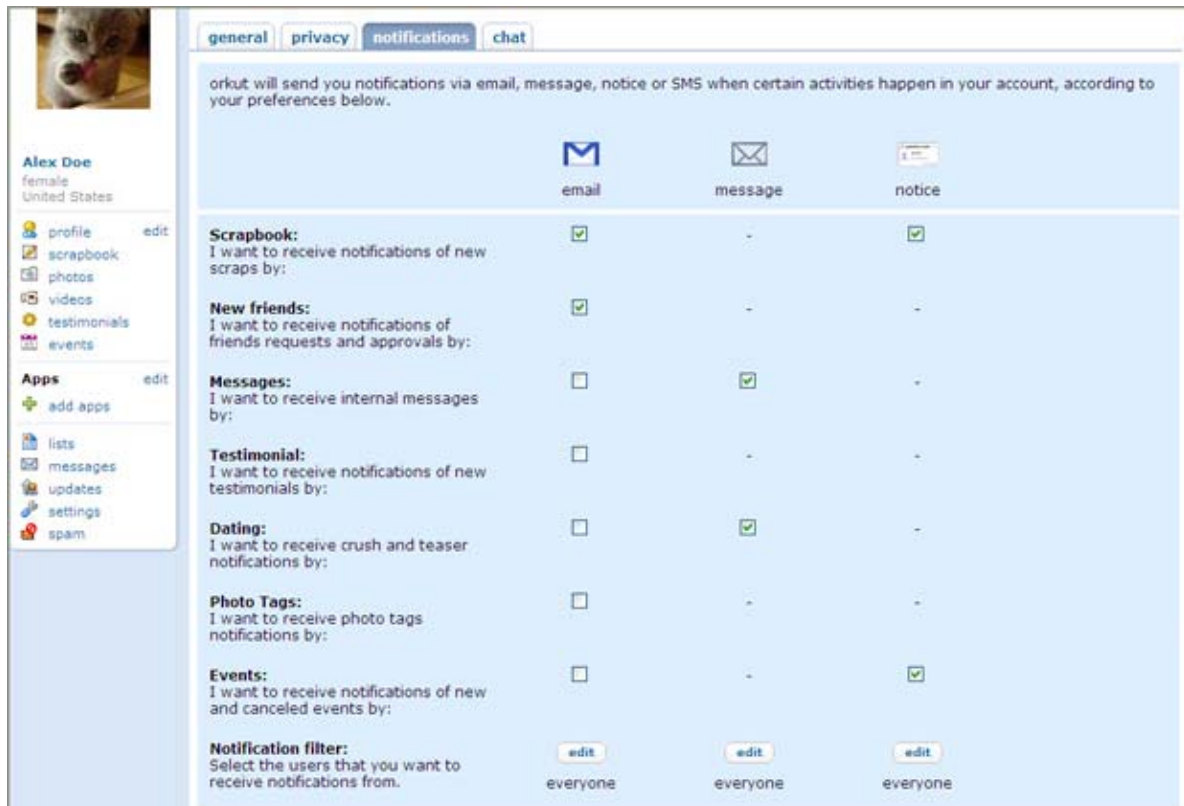 general privacy notifications chat
orkut will send you notifications via email, message, notice or SMS when certain activities happen in your account, according to
your preferences below.
email message notice
Alex Doe
female
United States
profile edit
scrapbook
photos
videos
testimonials
events
Apps edit
add apps
lists
messages
updates
settings
spam
Scrapbook: -
I want to receive notifications of new
scraps by:
New friends: - -
I want to receive notifications of
friends requests and approvals by:
Messages: -
I want to receive internal messages
by:
Testimonial: - -
I want to receive notifications of new
testimonials by:
Dating: -
I want to receive crush and teaser
notifications by:
Photo Tags: - -
I want to receive photo tags
notifications by:
Events: -
I want to receive notifications of new
and canceled events by:
Notification filter: edit edit edit
Select the users that you want to
receive notifications from. everyone everyone everyone